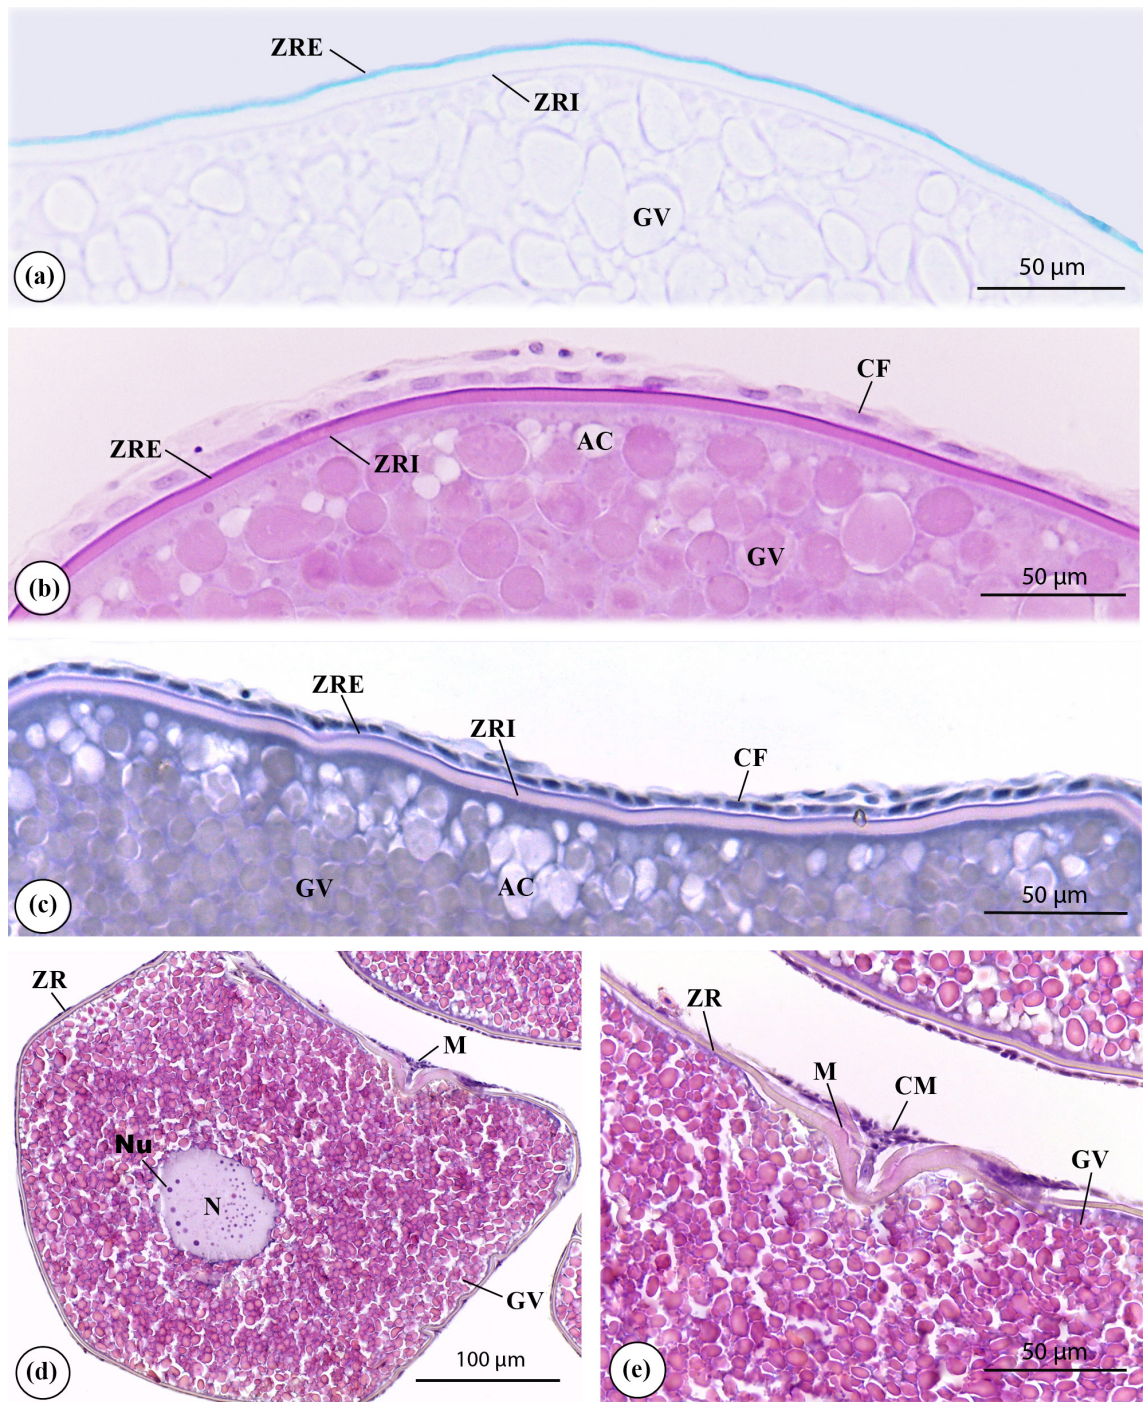 ZRE
ZRI
GV
(a)
50 µm
CF
AC
ZRE
ZRI
GV
(b)
50 µm
ZRE
ZRI
CF
GV
AC
(c)
50 µm
ZR
M
Nu
N
GV
(d)
100 µm
ZR
M
CM
GV
(e)
50 µm